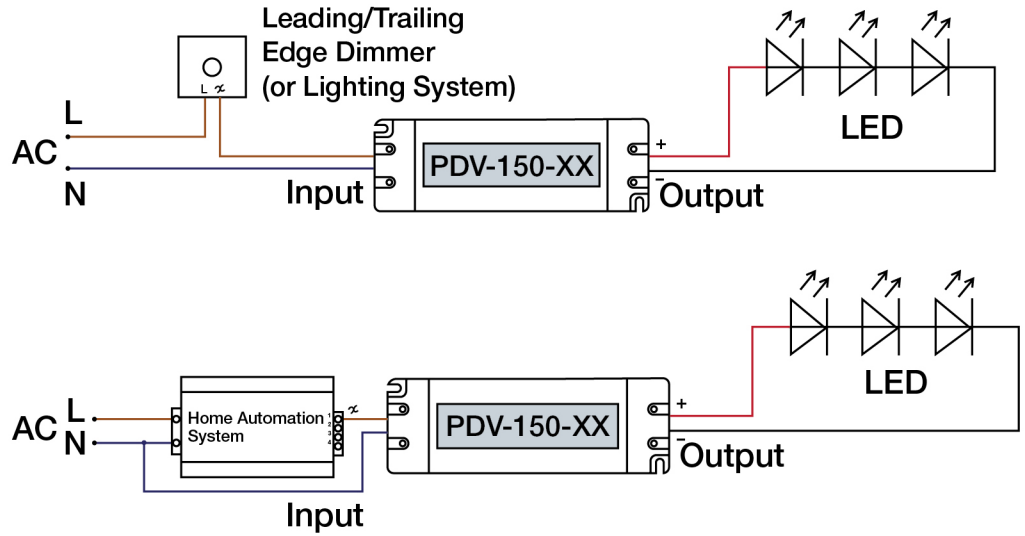 Leading/Trailing
Edge Dimmer
(or Lighting System)
L
L
AC
N
Input
PDV-150-XX
+
-
Output
LED
AC
L
N
Home Automation
System
1
2
3
4
Input
PDV-150-XX
+
-
Output
LED